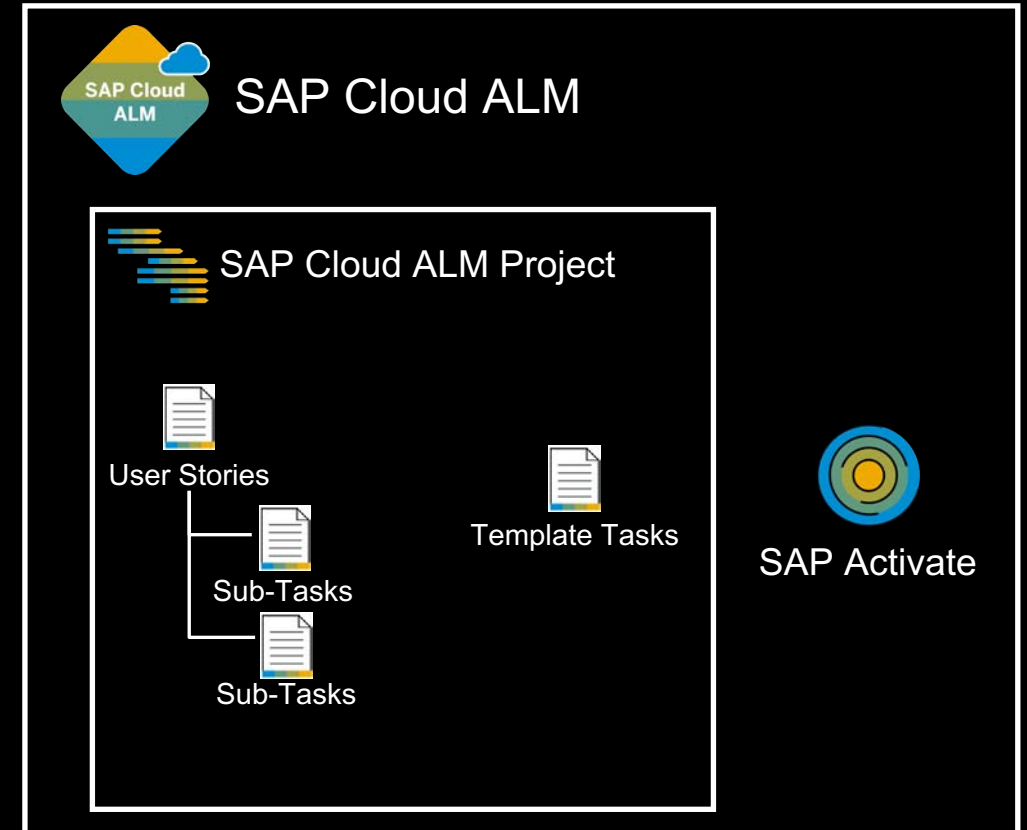 SAP Cloud
ALM
SAP Cloud ALM
SAP Cloud ALM Project
User Stories
Sub-Tasks
Sub-Tasks
Template Tasks
SAP Activate